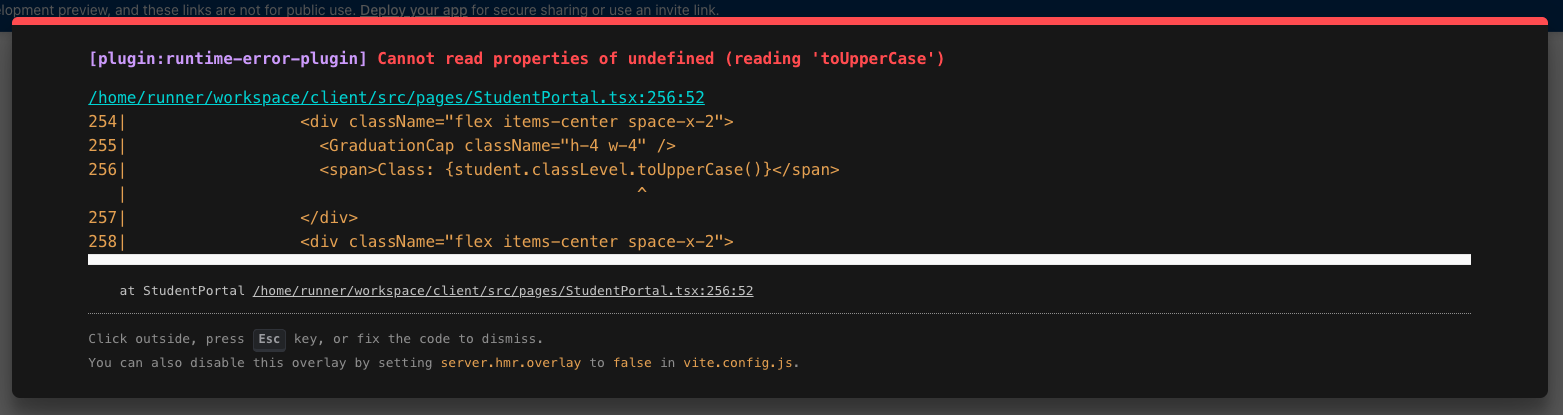 elopment preview, and these links are not for public use. Deploy your app for secure sharing or use an invite link.
[plugin:runtime-error-plugin] Cannot read properties of undefined (reading 'toUpperCase')
/home/runner/workspace/client/src/pages/StudentPortal.tsx:256:52
254|                  <div className="flex items-center space-x-2">
255|                    <GraduationCap className="h-4 w-4" />
256|                    <span>Class: {student.classLevel.toUpperCase()}</span>
   |                                                     ^
257|                  </div>
258|                  <div className="flex items-center space-x-2">
at StudentPortal /home/runner/workspace/client/src/pages/StudentPortal.tsx:256:52
Click outside, press Esc key, or fix the code to dismiss.
You can also disable this overlay by setting server.hmr.overlay to false in vite.config.js.